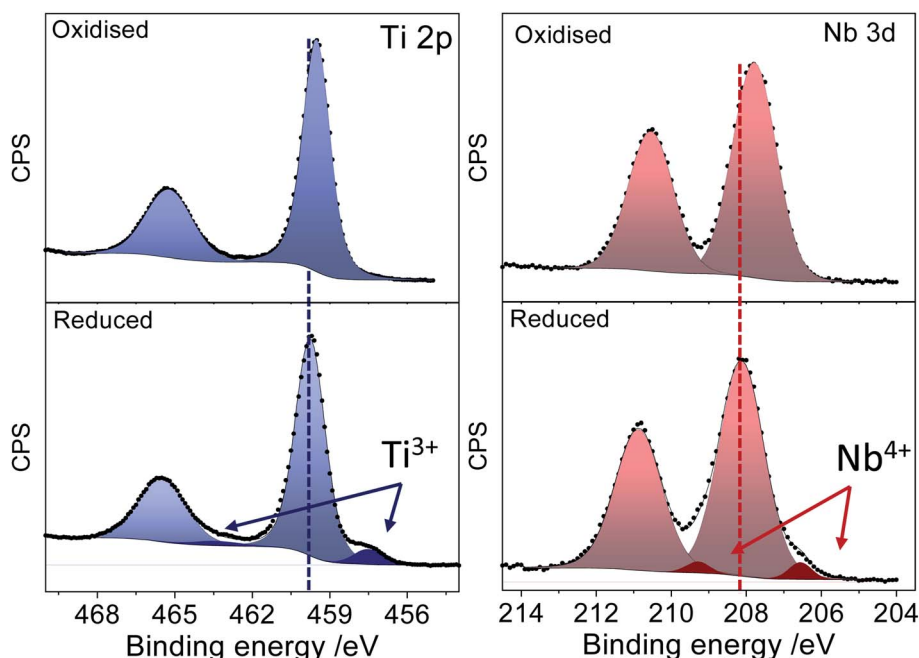 Oxidised
Ti 2p
CPS
Oxidised
Nb 3d
CPS
Reduced
Ti3+
CPS
Reduced
Nb4+
CPS
468 465 462 459 456
Binding energy /eV
214 212 210 208 206 204
Binding energy /eV